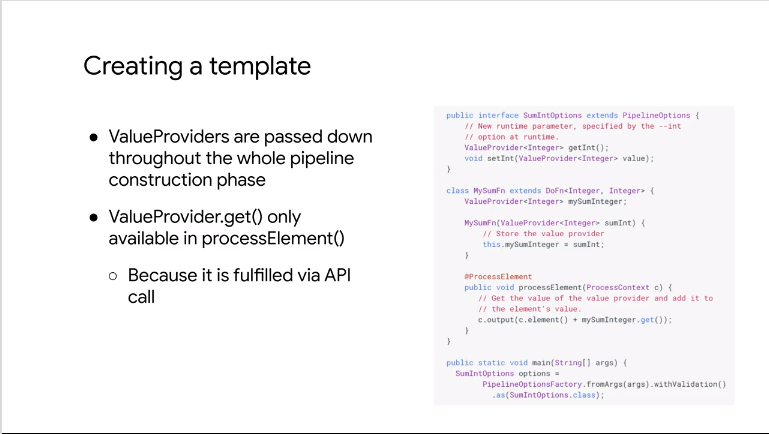 Creating a template
● ValueProviders are passed down
throughout the whole pipeline
construction phase
● ValueProvider.get() only
available in processElement()
○ Because it is fulfilled via API
call
public interface SumIntOptions extends PipelineOptions {
// New runtime parameter, specified by the --int
// option at runtime.
ValueProvider<Integer> getInt();
void setInt(ValueProvider<Integer> value);
}
class MySumFn extends DoFn<Integer, Integer> {
ValueProvider<Integer> mySumInteger;
MySumFn(ValueProvider<Integer> sumInt) {
// Store the value provider
this.mySumInteger = sumInt;
}
@ProcessElement
public void processElement(ProcessContext c) {
// Get the value of the value provider and add it to
// the element's value.
c.output(c.element() + mySumInteger.get());
}
}
public static void main(String[] args) {
SumIntOptions options =
PipelineOptionsFactory.fromArgs(args).withValidation()
.as(SumIntOptions.class);